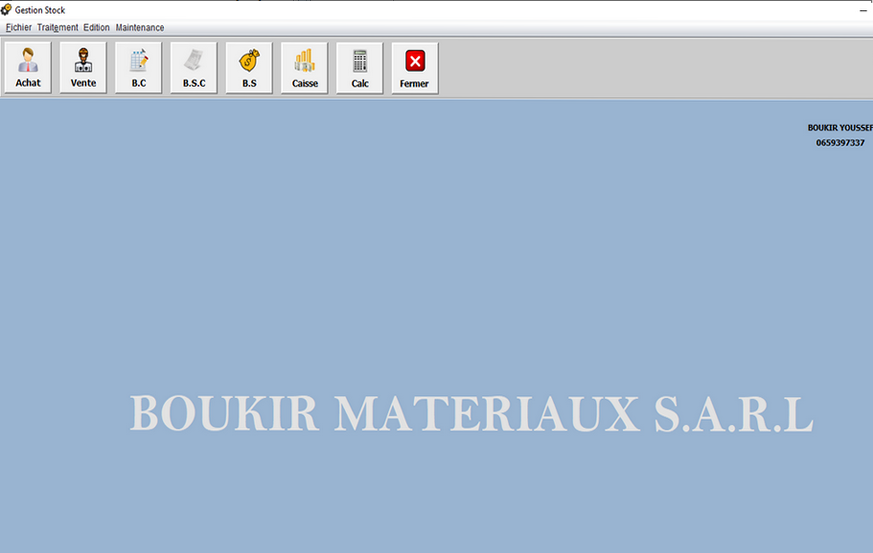 Gestion Stock
Fichier Traitement Edition Maintenance
Achat Vente B.C B.S.C B.S Caisse Calc Fermer
BOUKIR YOUSSEF
0659397337
BOUKIR MATERIAUX S.A.R.L